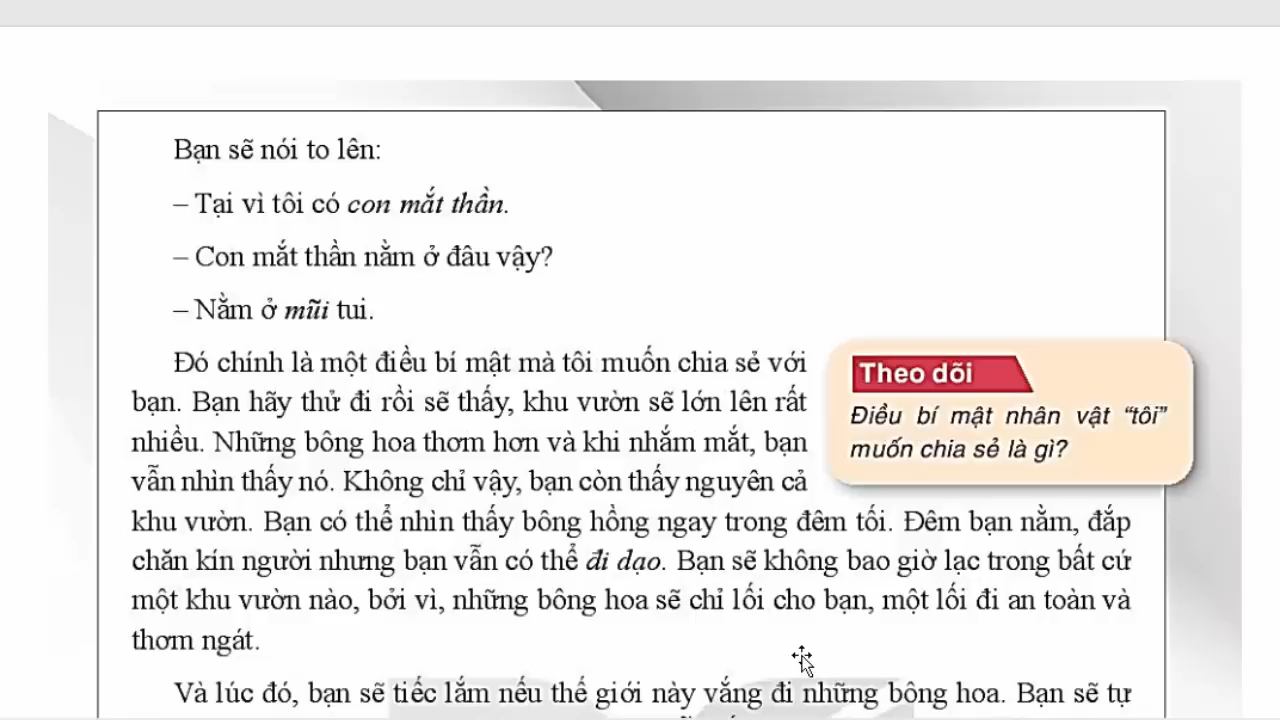 Bạn sẽ nói to lên:
– Tại vì tôi có con mắt thần.
– Con mắt thần nằm ở đâu vậy?
– Nằm ở mũi tui.
Đó chính là một điều bí mật mà tôi muốn chia sẻ với
bạn. Bạn hãy thử đi rồi sẽ thấy, khu vườn sẽ lớn lên rất
nhiều. Những bông hoa thơm hơn và khi nhắm mắt, bạn
vẫn nhìn thấy nó. Không chỉ vậy, bạn còn thấy nguyên cả
khu vườn. Bạn có thể nhìn thấy bông hồng ngay trong đêm tối. Đêm bạn nằm, đắp
chăn kín người nhưng bạn vẫn có thể đi dạo. Bạn sẽ không bao giờ lạc trong bất cứ
một khu vườn nào, bởi vì, những bông hoa sẽ chỉ lối cho bạn, một lối đi an toàn và
thơm ngát.
Và lúc đó, bạn sẽ tiếc lắm nếu thế giới này vắng đi những bông hoa. Bạn sẽ tự
Theo dõi
Điều bí mật nhân vật “tôi”
muốn chia sẻ là gì?